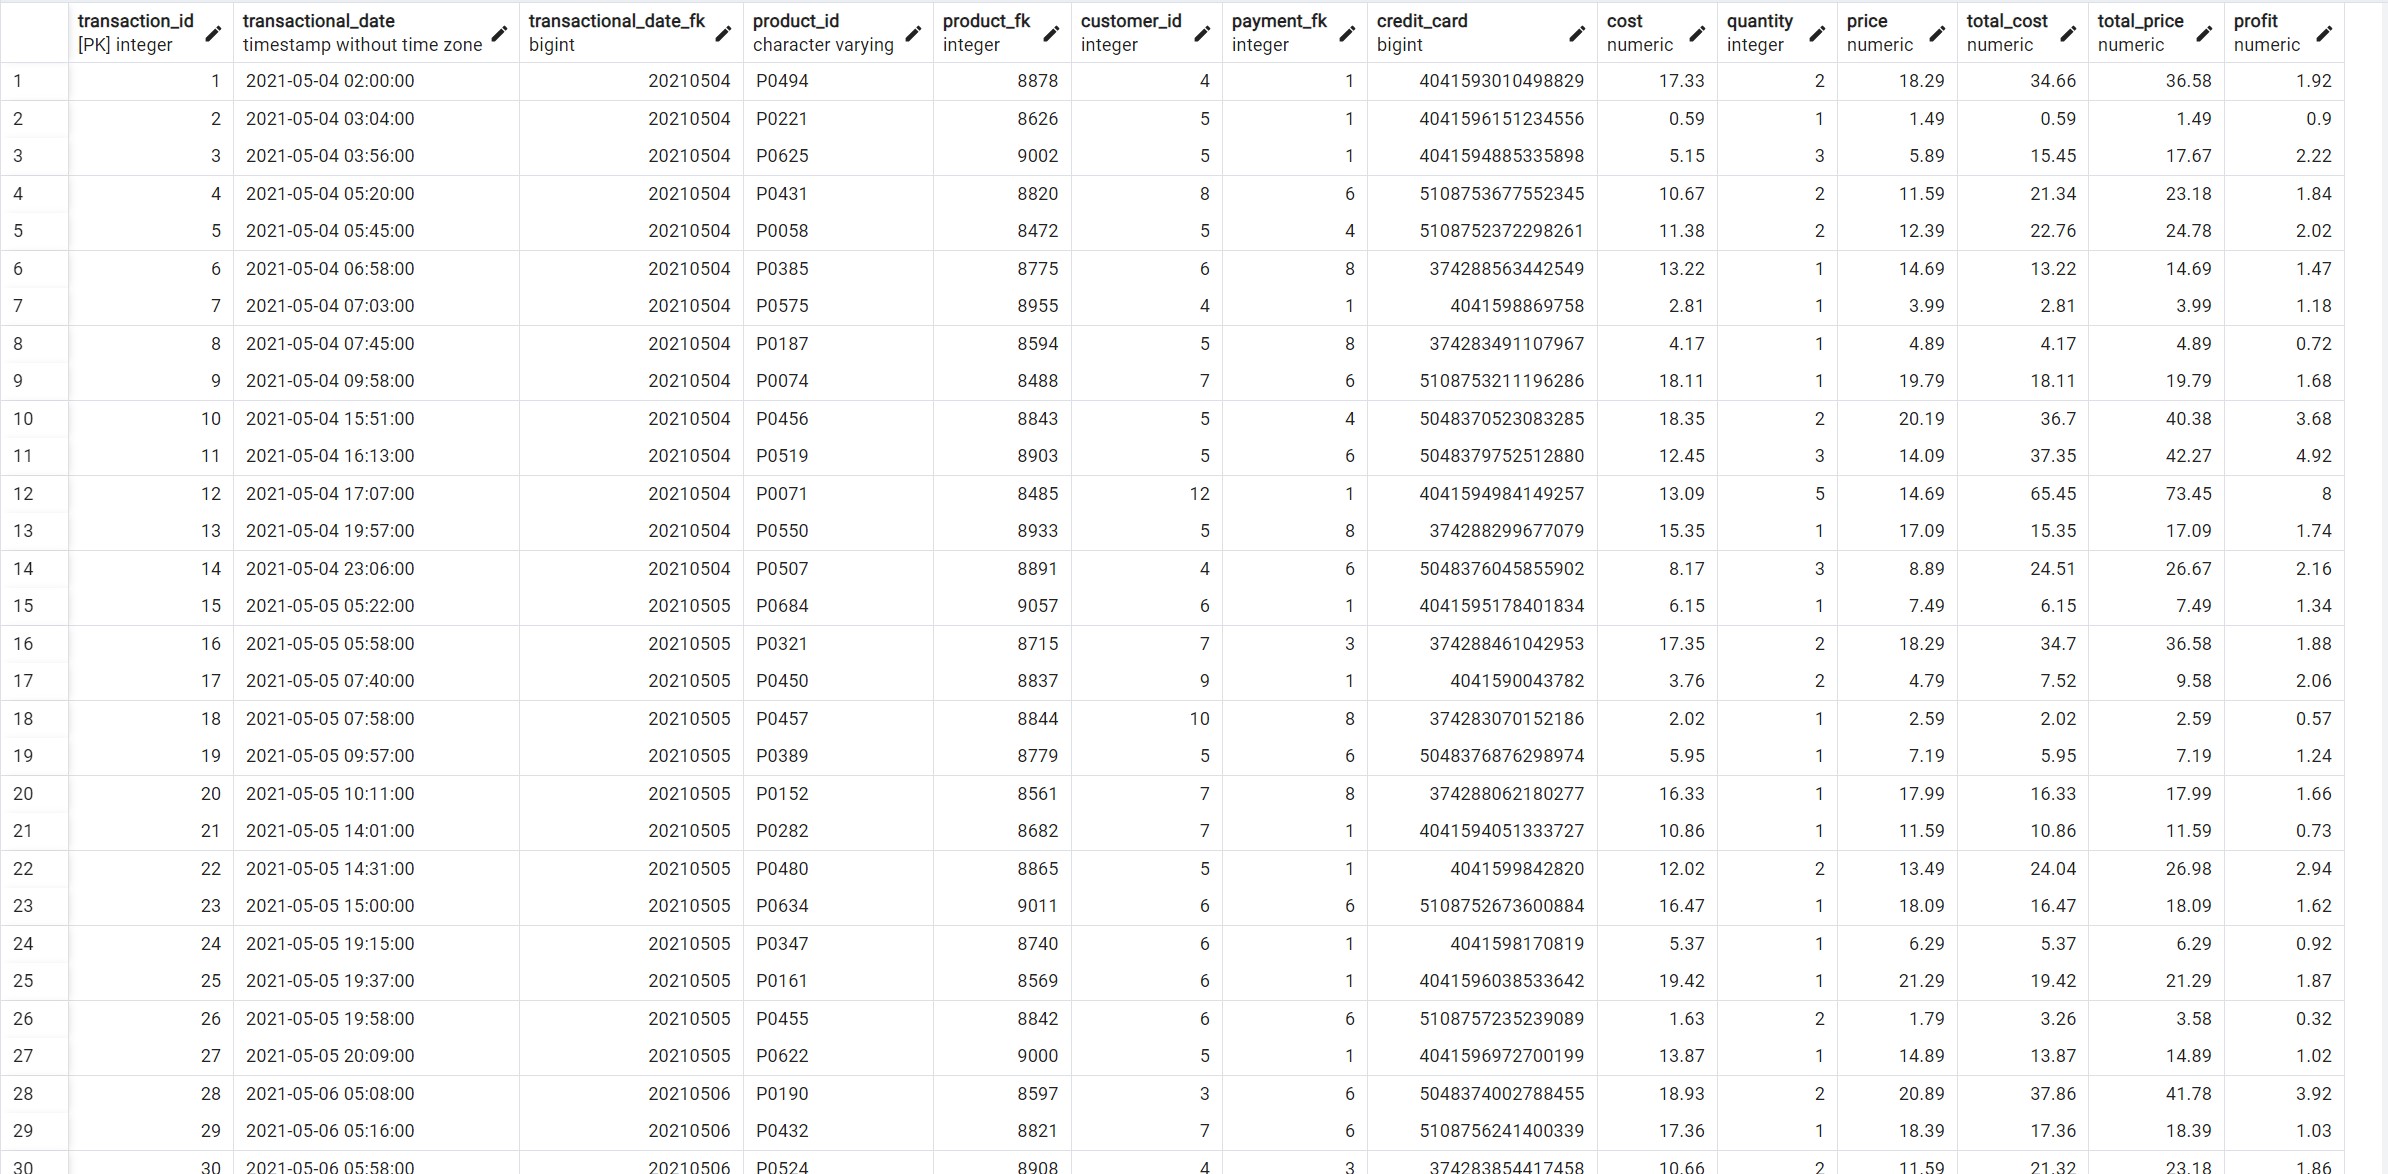 transaction_id transactional_date transactional_date_fk product_id product_fk customer_id payment_fk credit_card cost quantity price total_cost total_price profit
[PK] integer timestamp without time zone bigint character varying integer integer integer bigint numeric integer numeric numeric numeric numeric
1 1 2021-05-04 02:00:00 20210504 P0494 8878 4 1 4041593010498829 17.33 2 18.29 34.66 36.58 1.92
2 2 2021-05-04 03:04:00 20210504 P0221 8626 5 1 4041596151234556 0.59 1 1.49 0.59 1.49 0.9
3 3 2021-05-04 03:56:00 20210504 P0625 9002 5 1 4041594885335898 5.15 3 5.89 15.45 17.67 2.22
4 4 2021-05-04 05:20:00 20210504 P0431 8820 8 6 5108753677552345 10.67 2 11.59 21.34 23.18 1.84
5 5 2021-05-04 05:45:00 20210504 P0058 8472 5 4 5108752372298261 11.38 2 12.39 22.76 24.78 2.02
6 6 2021-05-04 06:58:00 20210504 P0385 8775 6 8 374288563442549 13.22 1 14.69 13.22 14.69 1.47
7 7 2021-05-04 07:03:00 20210504 P0575 8955 4 1 4041598869758 2.81 1 3.99 2.81 3.99 1.18
8 8 2021-05-04 07:45:00 20210504 P0187 8594 5 8 374283491107967 4.17 1 4.89 4.17 4.89 0.72
9 9 2021-05-04 09:58:00 20210504 P0074 8488 7 6 5108753211196286 18.11 1 19.79 18.11 19.79 1.68
10 10 2021-05-04 15:51:00 20210504 P0456 8843 5 4 5048370523083285 18.35 2 20.19 36.7 40.38 3.68
11 11 2021-05-04 16:13:00 20210504 P0519 8903 5 6 5048379752512880 12.45 3 14.09 37.35 42.27 4.92
12 12 2021-05-04 17:07:00 20210504 P0071 8485 12 1 4041594984149257 13.09 5 14.69 65.45 73.45 8
13 13 2021-05-04 19:57:00 20210504 P0550 8933 5 8 374288299677079 15.35 1 17.09 15.35 17.09 1.74
14 14 2021-05-04 23:06:00 20210504 P0507 8891 4 6 5048376045855902 8.17 3 8.89 24.51 26.67 2.16
15 15 2021-05-05 05:22:00 20210505 P0684 9057 6 1 4041595178401834 6.15 1 7.49 6.15 7.49 1.34
16 16 2021-05-05 05:58:00 20210505 P0321 8715 7 3 374288461042953 17.35 2 18.29 34.7 36.58 1.88
17 17 2021-05-05 07:40:00 20210505 P0450 8837 9 1 4041590043782 3.76 2 4.79 7.52 9.58 2.06
18 18 2021-05-05 07:58:00 20210505 P0457 8844 10 8 374283070152186 2.02 1 2.59 2.02 2.59 0.57
19 19 2021-05-05 09:57:00 20210505 P0389 8779 5 6 5048376876298974 5.95 1 7.19 5.95 7.19 1.24
20 20 2021-05-05 10:11:00 20210505 P0152 8561 7 8 374288062180277 16.33 1 17.99 16.33 17.99 1.66
21 21 2021-05-05 14:01:00 20210505 P0282 8682 7 1 4041594051333727 10.86 1 11.59 10.86 11.59 0.73
22 22 2021-05-05 14:31:00 20210505 P0480 8865 5 1 4041599842820 12.02 2 13.49 24.04 26.98 2.94
23 23 2021-05-05 15:00:00 20210505 P0634 9011 6 6 5108752673600884 16.47 1 18.09 16.47 18.09 1.62
24 24 2021-05-05 19:15:00 20210505 P0347 8740 6 1 4041598170819 5.37 1 6.29 5.37 6.29 0.92
25 25 2021-05-05 19:37:00 20210505 P0161 8569 6 1 4041596038533642 19.42 1 21.29 19.42 21.29 1.87
26 26 2021-05-05 19:58:00 20210505 P0455 8842 6 6 5108757235239089 1.63 2 1.79 3.26 3.58 0.32
27 27 2021-05-05 20:09:00 20210505 P0622 9000 5 1 4041596972700199 13.87 1 14.89 13.87 14.89 1.02
28 28 2021-05-06 05:08:00 20210506 P0190 8597 3 6 5048374002788455 18.93 2 20.89 37.86 41.78 3.92
29 29 2021-05-06 05:16:00 20210506 P0432 8821 7 6 5108756241400339 17.36 1 18.39 17.36 18.39 1.03
30 30 2021-05-06 05:58:00 20210506 P0524 8908 4 3 374283854417458 10.66 2 11.59 21.32 23.18 1.86